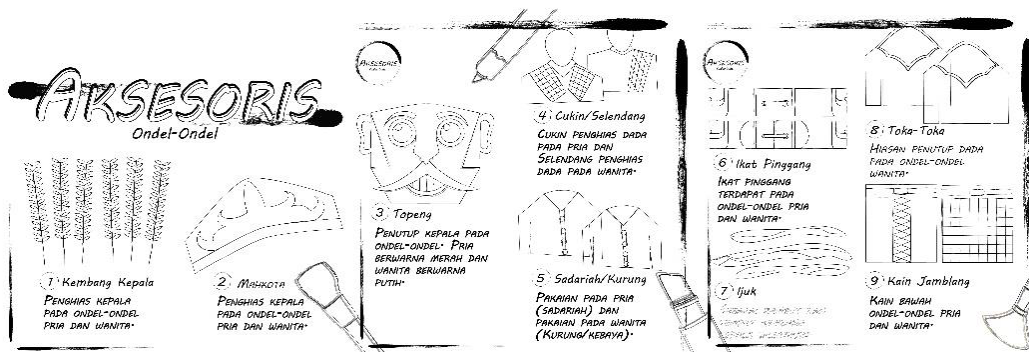 AKSESORIS
Ondel-Ondel
1 Kembang Kepala
PENGHIAS KEPALA
PADA ONDEL-ONDEL
PRIA DAN WANITA.
2 MAHKOTA
PENGHIAS KEPALA
PADA ONDEL-ONDEL
PRIA DAN WANITA.
AKSESORIS
3 Topeng
PENUTUP KEPALA PADA
ONDEL-ONDEL. PRIA
BERWARNA MERAH DAN
WANITA BERWARNA
PUTIH.
4 Cukin/Selendang
CUKIN PENGHIAS DADA
PADA PRIA DAN
SELENDANG PENGHIAS
DADA PADA WANITA.
5 Sadariah/Kurung
PAKAIAN PADA PRIA
(SADARIAH) DAN
PAKAIAN PADA WANITA
(KURUNG/KEBAYA).
AKSESORIS
6 Ikat Pinggang
IKAT PINGGANG
TERDAPAT PADA
ONDEL-ONDEL PRIA
DAN WANITA.
7 Ijuk
8 Toka-Toka
HIASAN PENUTUP DADA
PADA ONDEL-ONDEL
WANITA.
9 Kain Jamblang
KAIN BAWAH
ONDEL-ONDEL PRIA
DAN WANITA.